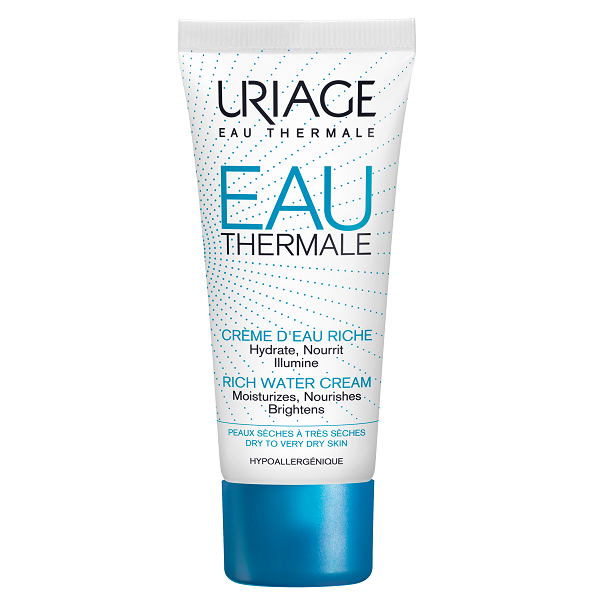 URIAGE
EAU THERMALE
EAU
THERMALE
CRÈME D'EAU RICHE
Hydrate, Nourrit
Illumine
RICH WATER CREAM
Moisturizes, Nourishes
Brightens
PEAUX SÈCHES À TRÈS SÈCHES
DRY TO VERY DRY SKIN
HYPOALLERGÉNIQUE